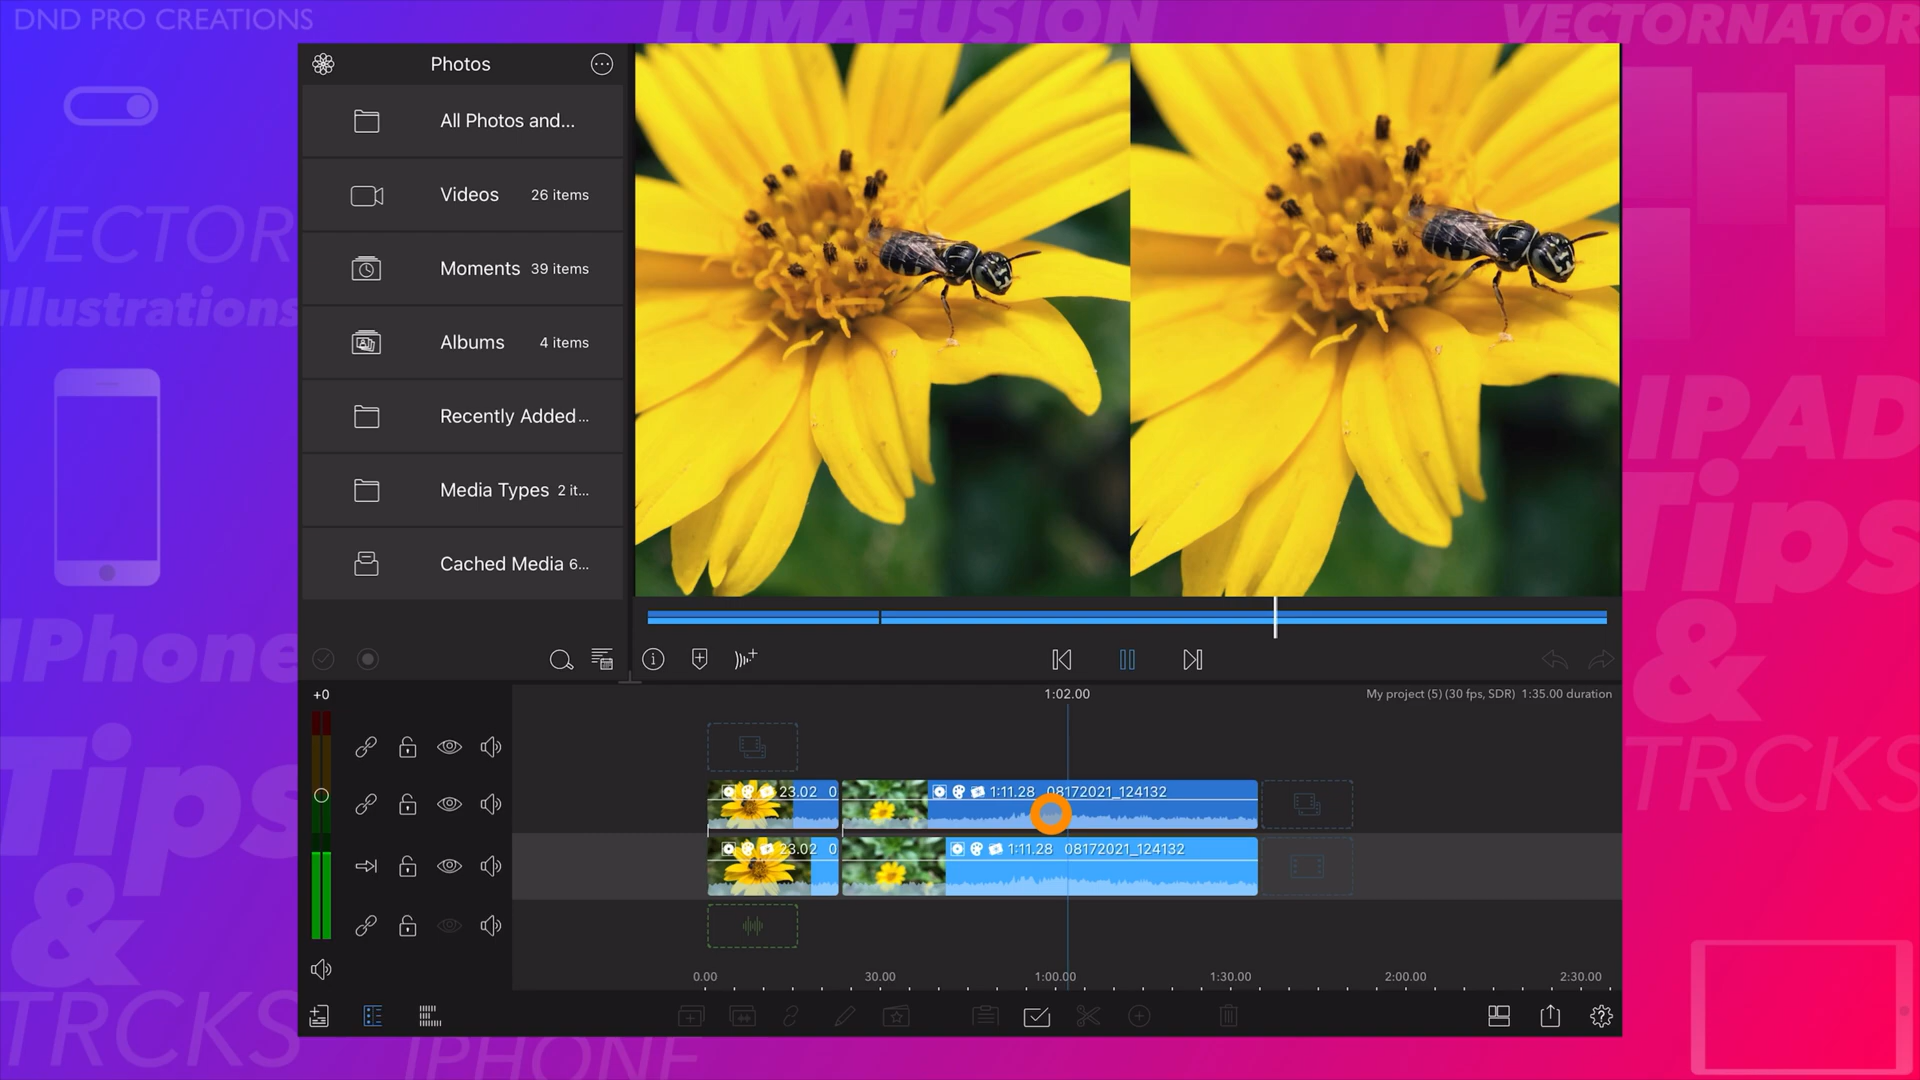 DND PRO CREATIONS
LUMAFUSION
VECTORNATOR
Photos
All Photos and...
Videos 26 items
VECTOR
Moments 39 items
Illustrations
Albums 4 items
Recently Added...
IPAD
Media Types 2 it...
Tips
Cached Media 6...
IPhone
&
+0
1:02.00
My project (5) (30 fps, SDR) 1:35.00 duration
Tips
TRCKS
23.02 0
1:11.28 08172021_124132
23.02 0
1:11.28 08172021_124132
&
0.00
30.00
1:00.00
1:30.00
2:00.00
2:30.00
TRCKS
IPHONE